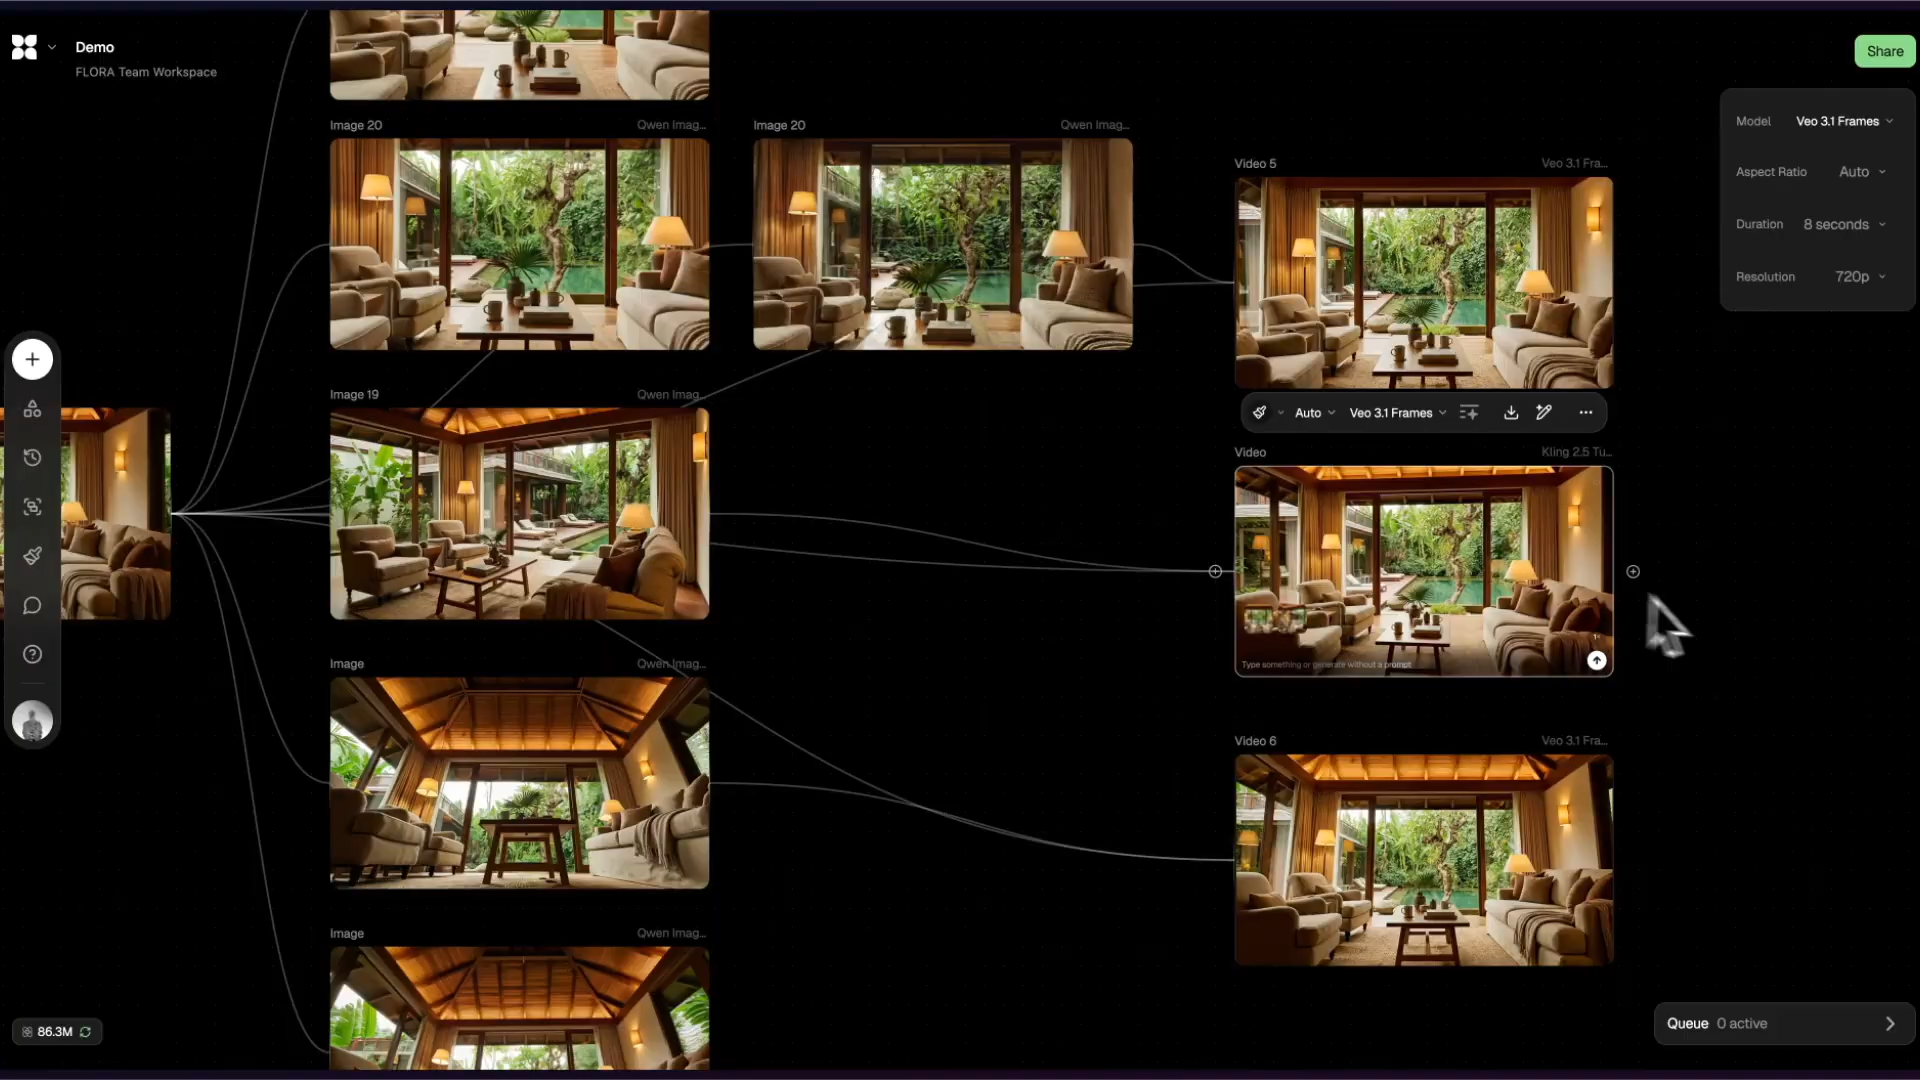 Demo
FLORA Team Workspace
Share
Model Veo 3.1 Frames
Aspect Ratio Auto
Duration 8 seconds
Resolution 720p
Image 20 Qwen Imag...
Image 20 Qwen Imag...
Video 5 Veo 3.1 Fra...
Image 19 Qwen Imag...
Auto Veo 3.1 Frames
Video Kling 2.5 Tu...
Type something or generate without a prompt
Image Qwen Imag...
Video 6 Veo 3.1 Fra...
Image Qwen Imag...
86.3M
Queue 0 active